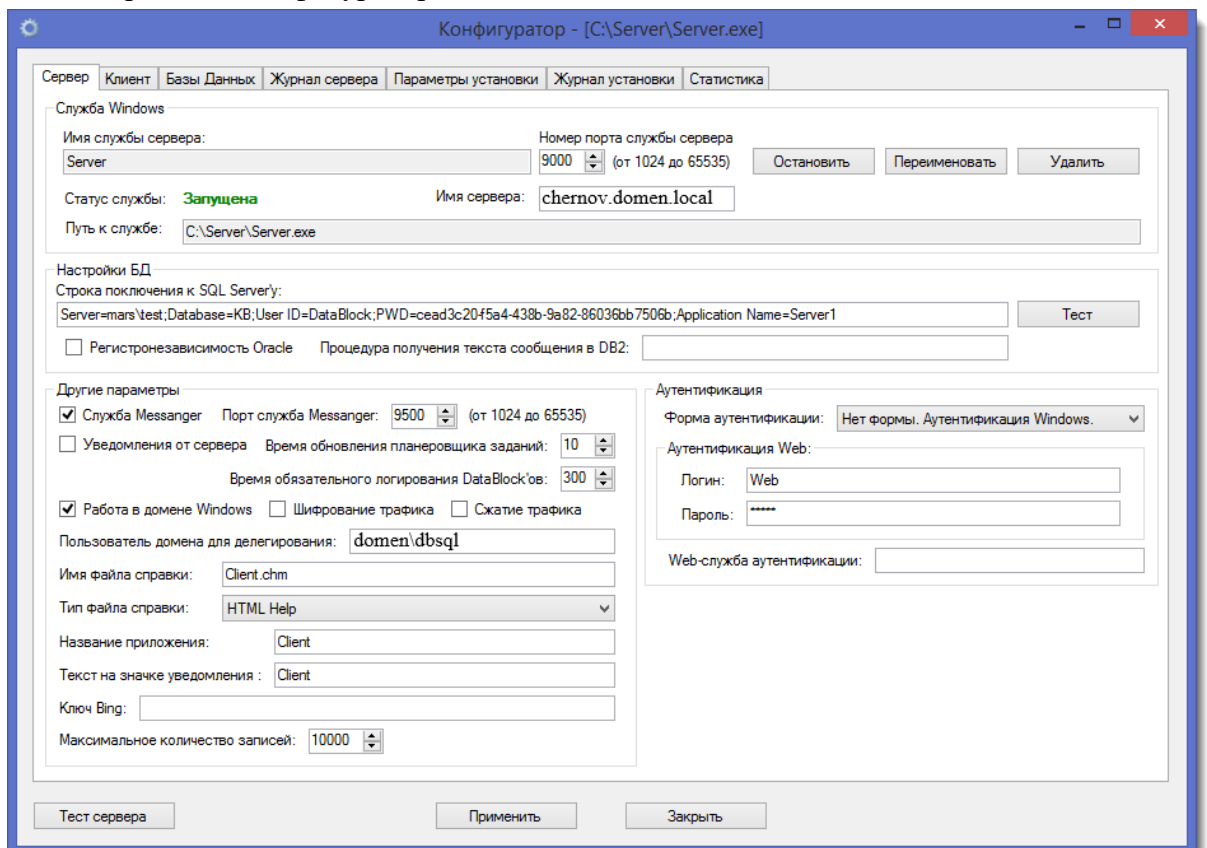 Конфигуратор - [C:\Server\Server.exe]
Сервер Клиент Базы Данных Журнал сервера Параметры установки Журнал установки Статистика
Служба Windows
Имя службы сервера: Номер порта службы сервера
Server 9000 (от 1024 до 65535) Остановить Переименовать Удалить
Статус службы: Запущена Имя сервера: chernov.domen.local
Путь к службе: C:\Server\Server.exe
Настройки БД
Строка поключения к SQL Server'у:
Server=mars\test;Database=KB;User ID=DataBlock;PWD=cead3c20-f5a4-438b-9a82-86036bb7506b;Application Name=Server1 Тест
Регистронезависимость Oracle Процедура получения текста сообщения в DB2:
Другие параметры Аутентификация
Служба Messanger Порт служба Messanger: 9500 (от 1024 до 65535) Форма аутентификации: Нет формы. Аутентификация Windows.
Уведомления от сервера Время обновления планеровщика заданий: 10 Аутентификация Web:
Время обязательного логирования DataBlock'ов: 300 Логин: Web
Работа в домене Windows Шифрование трафика Сжатие трафика Пароль: *****
Пользователь домена для делегирования: domen\dbsql
Web-служба аутентификации:
Имя файла справки: Client.chm
Тип файла справки: HTML Help
Название приложения: Client
Текст на значке уведомления : Client
Ключ Bing:
Максимальное количество записей: 10000
Тест сервера Применить Закрыть